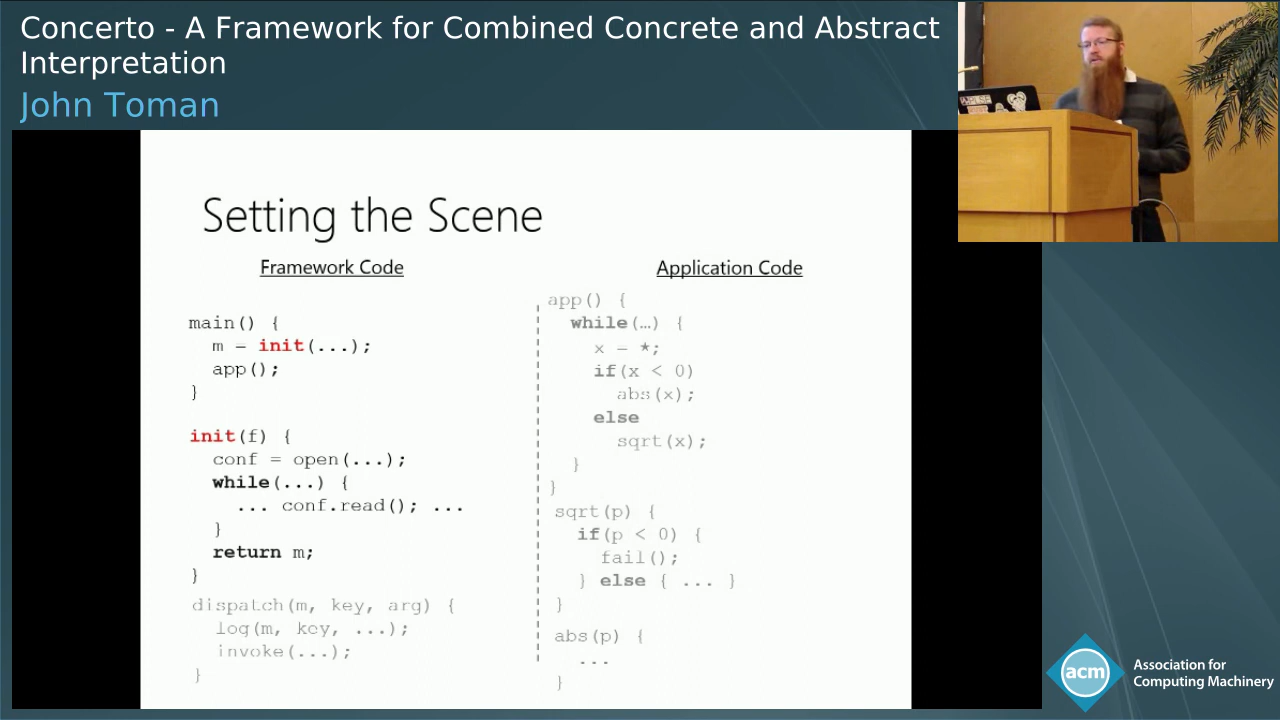 Concerto - A Framework for Combined Concrete and Abstract
Interpretation
John Toman
Setting the Scene
Framework Code
main() {
m = init(...);
app();
}
init(f) {
conf = open(...);
while(...) {
... conf.read(); ...
}
return m;
}
dispatch(m, key, arg) {
log(m, key, ...);
invoke(...);
}
Application Code
app() {
while(…) {
x = *;
if(x < 0)
abs(x);
else
sqrt(x);
}
}
sqrt(p) {
if(p < 0) {
fail();
} else { ... }
}
abs(p) {
...
}
acm
Association for
Computing Machinery